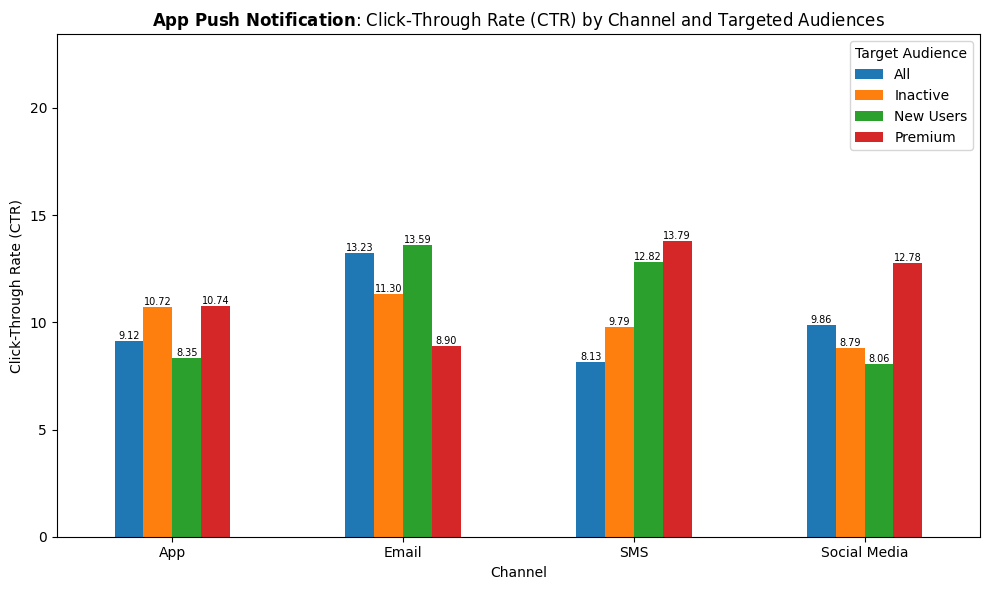 App Push Notification: Click-Through Rate (CTR) by Channel and Targeted Audiences
Click-Through Rate (CTR)
20
15
10
5
0
Target Audience
All
Inactive
New Users
Premium
9.12
10.72
8.35
10.74
13.23
11.30
13.59
8.90
8.13
9.79
12.82
13.79
9.86
8.79
8.06
12.78
App
Email
SMS
Social Media
Channel